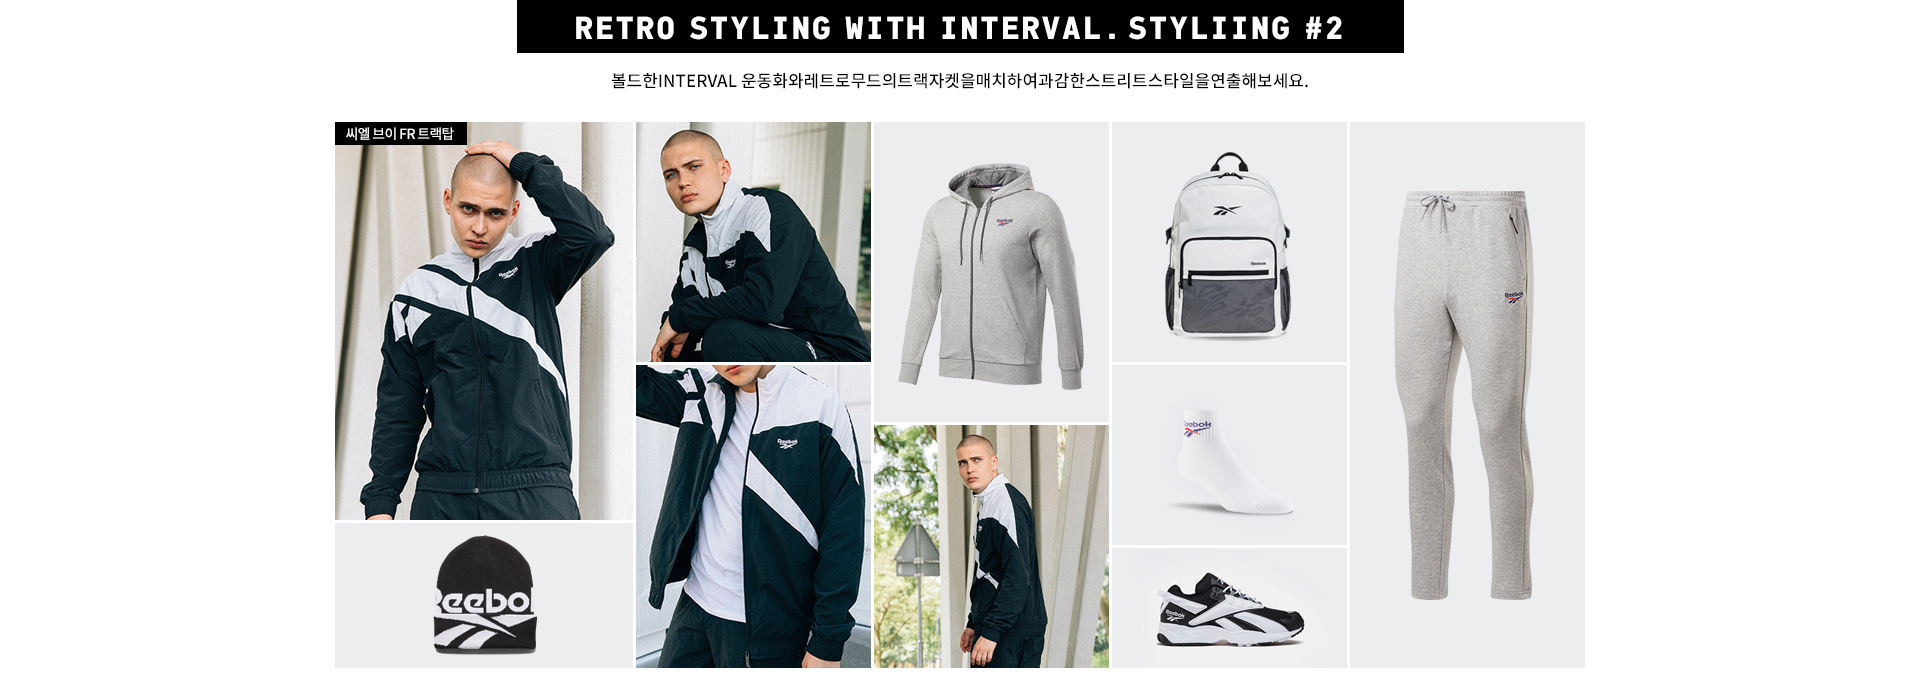 RETRO STYLING WITH INTERVAL. STYLIING #2
볼드한INTERVAL 운동화와레트로무드의트랙자켓을매치하여과감한스트리트스타일을연출해보세요.
씨엘 브이 FR 트랙탑
Reebok
Reebok
Reebok
Reebok
Reebok
Reebok
Reebok
Reebok
Reebok